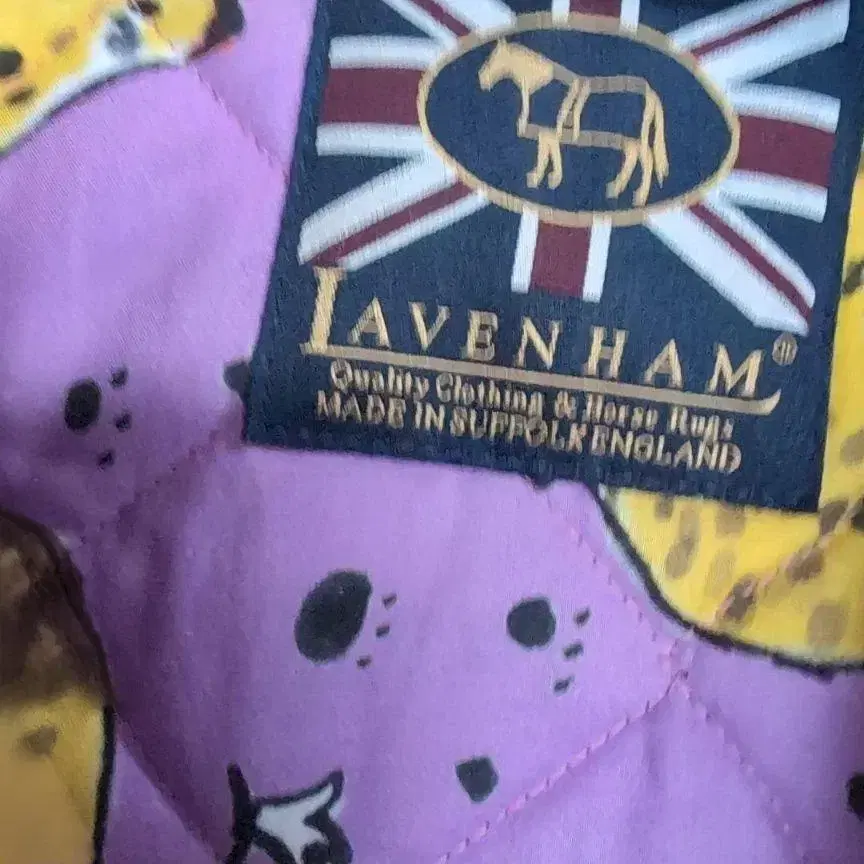 LAVENHAM®
Quality Clothing & Horse Rugs
MADE IN SUFFOLK ENGLAND